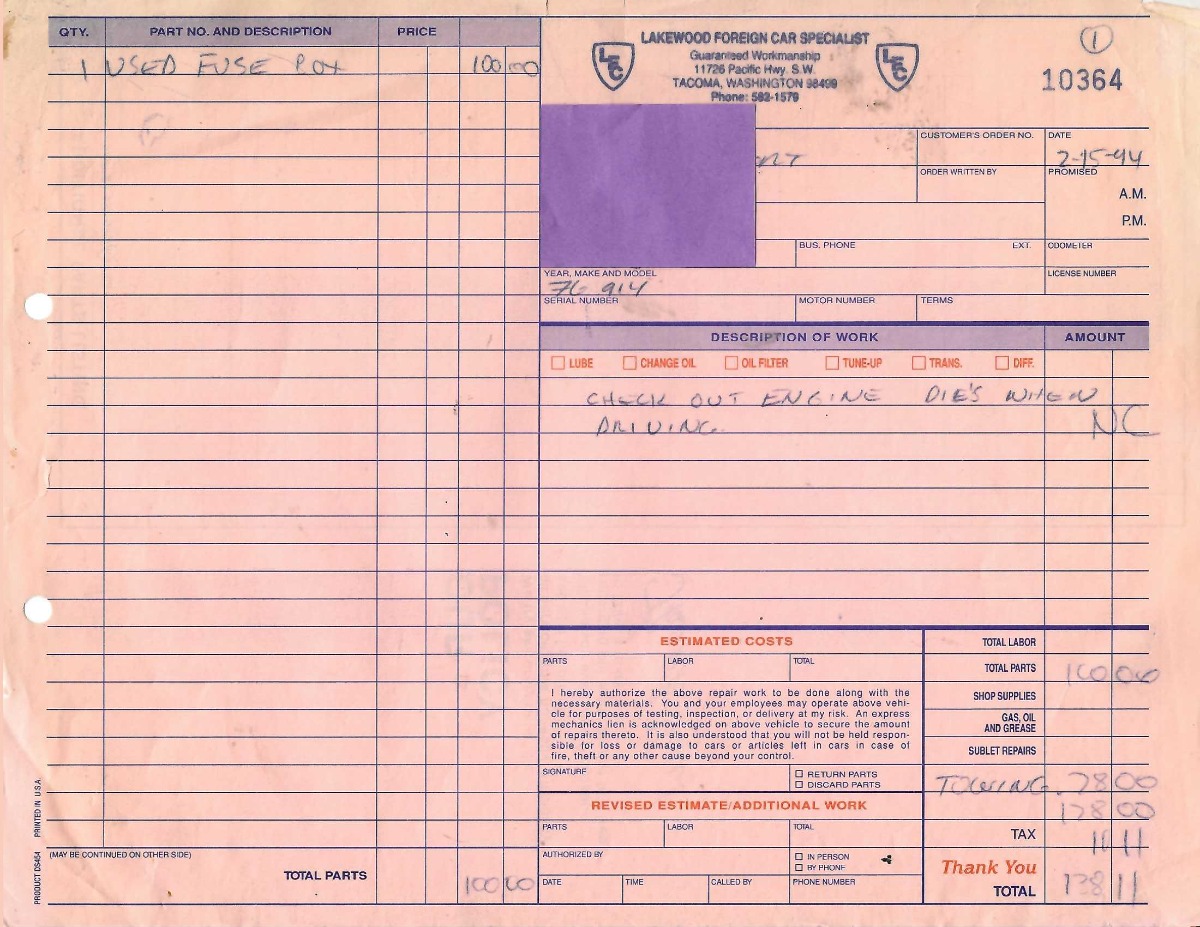 QTY. PART NO. AND DESCRIPTION PRICE
1 USED FUSE BOX 100 00
LEC LAKEWOOD FOREIGN CAR SPECIALIST LEC
Guaranteed Workmanship
11726 Pacific Hwy. S.W.
TACOMA, WASHINGTON 98499
Phone: 582-1579
1
10364
CUSTOMER'S ORDER NO. DATE
2-15-94
ORDER WRITTEN BY PROMISED
A.M.
P.M.
BUS. PHONE EXT. ODOMETER
YEAR, MAKE AND MODEL LICENSE NUMBER
76 914
SERIAL NUMBER MOTOR NUMBER TERMS
DESCRIPTION OF WORK AMOUNT
LUBE CHANGE OIL OIL FILTER TUNE-UP TRANS. DIFF.
CHECK OUT ENGINE DIE'S WHEN
DRIVING. NC
ESTIMATED COSTS
PARTS LABOR TOTAL
I hereby authorize the above repair work to be done along with the
necessary materials. You and your employees may operate above vehi-
cle for purposes of testing, inspection, or delivery at my risk. An express
mechanics lien is acknowledged on above vehicle to secure the amount
of repairs thereto. It is also understood that you will not be held respon-
sible for loss or damage to cars or articles left in cars in case of
fire, theft or any other cause beyond your control.
SIGNATURE RETURN PARTS
DISCARD PARTS
REVISED ESTIMATE/ADDITIONAL WORK
PARTS LABOR TOTAL
AUTHORIZED BY IN PERSON
BY PHONE
DATE TIME CALLED BY PHONE NUMBER
TOTAL LABOR
TOTAL PARTS 100 00
SHOP SUPPLIES
GAS, OIL
AND GREASE
SUBLET REPAIRS
TOWING. 28 00
128 00
TAX 10 11
Thank You
TOTAL 138 11
(MAY BE CONTINUED ON OTHER SIDE)
TOTAL PARTS 100 00
PRODUCT DS454 PRINTED IN U.S.A.